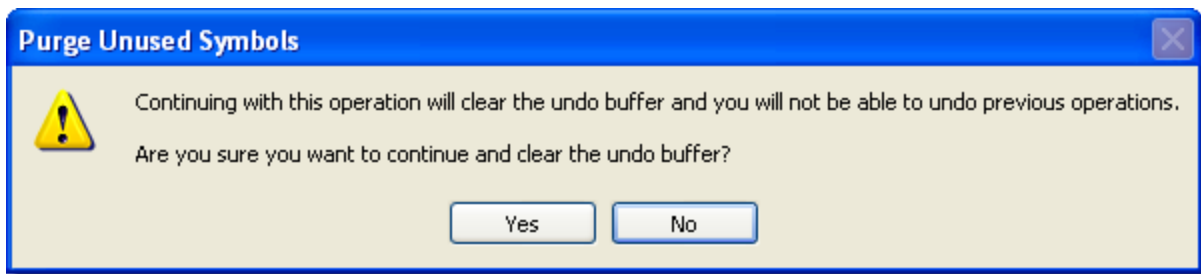 Purge Unused Symbols
Continuing with this operation will clear the undo buffer and you will not be able to undo previous operations.
Are you sure you want to continue and clear the undo buffer?
Yes No